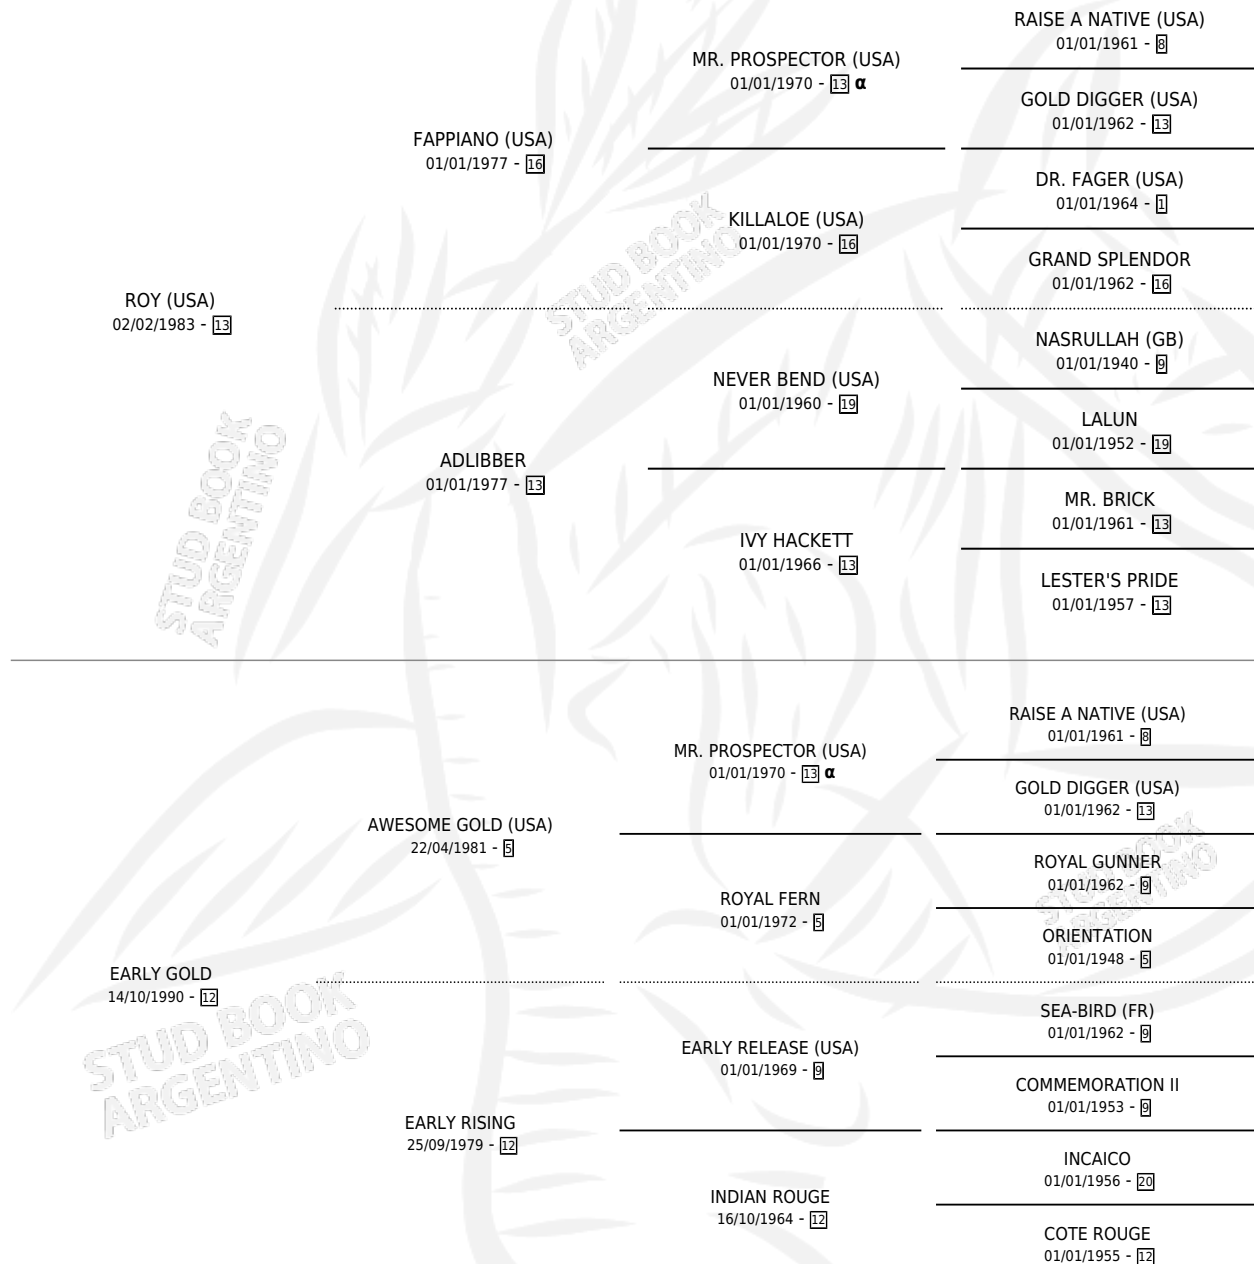 RAISE A NATIVE (USA)
01/01/1961 - 8
MR. PROSPECTOR (USA)
01/01/1970 - 13 α
GOLD DIGGER (USA)
01/01/1962 - 13
FAPPIANO (USA)
01/01/1977 - 16
DR. FAGER (USA)
01/01/1964 - 1
KILLALOE (USA)
01/01/1970 - 16
GRAND SPLENDOR
01/01/1962 - 16
STUD BOOK
ARGENTINO
ROY (USA)
02/02/1983 - 13
NASRULLAH (GB)
01/01/1940 - 9
NEVER BEND (USA)
01/01/1960 - 19
LALUN
01/01/1952 - 19
ADLIBBER
01/01/1977 - 13
MR. BRICK
01/01/1961 - 13
IVY HACKETT
01/01/1966 - 13
LESTER'S PRIDE
01/01/1957 - 13
STUD BOOK
ARGENTINO
RAISE A NATIVE (USA)
01/01/1961 - 8
MR. PROSPECTOR (USA)
01/01/1970 - 13 α
GOLD DIGGER (USA)
01/01/1962 - 13
AWESOME GOLD (USA)
22/04/1981 - 5
ROYAL GUNNER
01/01/1962 - 9
ROYAL FERN
01/01/1972 - 5
ORIENTATION
01/01/1948 - 5
STUD BOOK
ARGENTINO
EARLY GOLD
14/10/1990 - 12
SEA-BIRD (FR)
01/01/1962 - 9
EARLY RELEASE (USA)
01/01/1969 - 9
COMMEMORATION II
01/01/1953 - 9
EARLY RISING
25/09/1979 - 12
INCAICO
01/01/1956 - 20
INDIAN ROUGE
16/10/1964 - 12
COTE ROUGE
01/01/1955 - 12
STUD BOOK
ARGENTINO